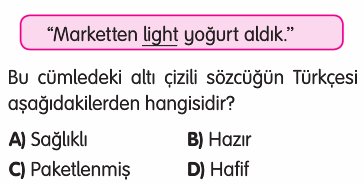 “Marketten light yoğurt aldık.”
Bu cümledeki altı çizili sözcüğün Türkçesi
aşağıdakilerden hangisidir?
A) Sağlıklı B) Hazır
C) Paketlenmiş D) Hafif